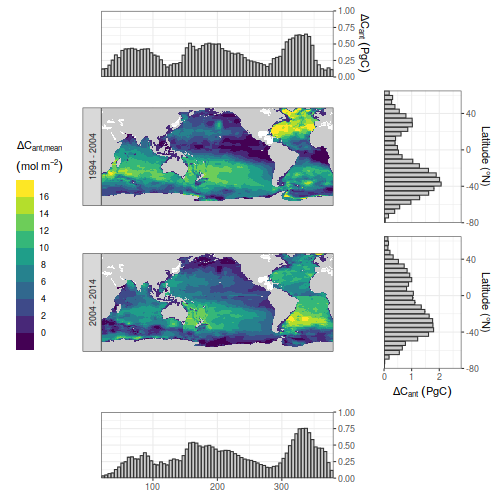 1.00
0.75
0.50
0.25
0.00
ΔCant (PgC)
ΔCant,mean
(mol m−2)
16
14
12
10
8
6
4
2
0
1994 - 2004
40
0
-40
-80
Latitude (°N)
2004 - 2014
40
0
-40
-80
Latitude (°N)
0 1 2
ΔCant (PgC)
1.00
0.75
0.50
0.25
0.00
100 200 300